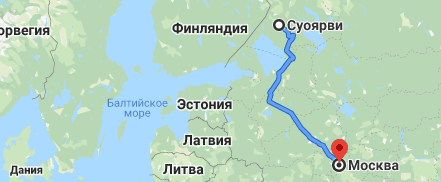 Суоярви
ФИНЛЯНДИЯ
орвегия
Балтийское
море
ЭСТОНИЯ
ЛАТВИЯ
Дания
ЛИТВА
Москва